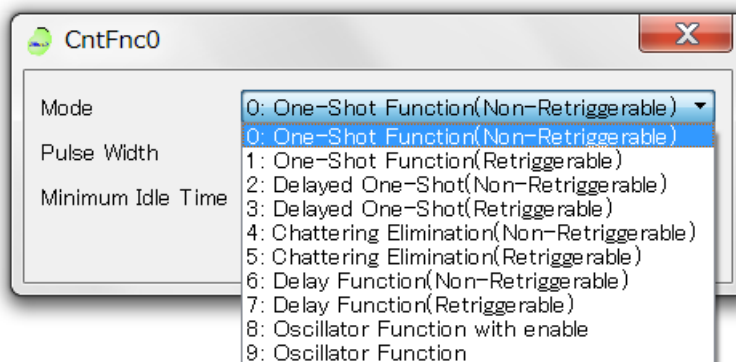 CntFnc0
Mode
0: One-Shot Function(Non-Retriggerable)
0: One-Shot Function(Non-Retriggerable)
Pulse Width
1: One-Shot Function(Retriggerable)
2: Delayed One-Shot(Non-Retriggerable)
Minimum Idle Time
3: Delayed One-Shot(Retriggerable)
4: Chattering Elimination(Non-Retriggerable)
5: Chattering Elimination(Retriggerable)
6: Delay Function(Non-Retriggerable)
7: Delay Function(Retriggerable)
8: Oscillator Function with enable
9: Oscillator Function